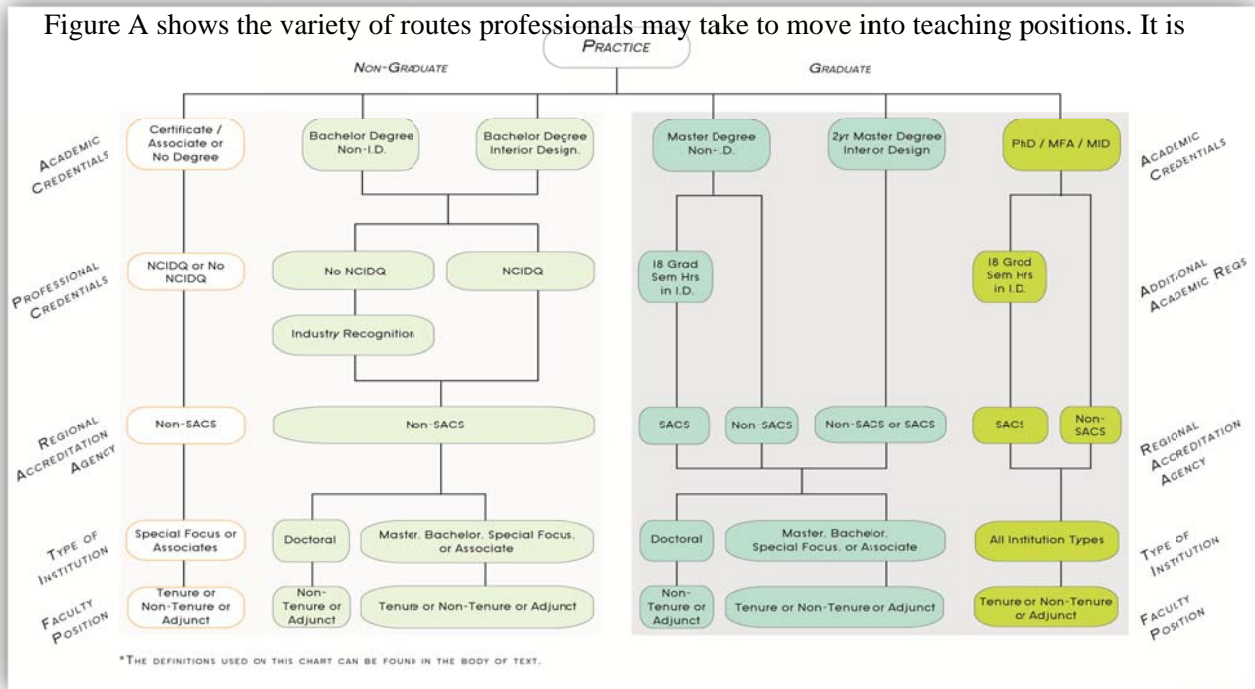 Figure A shows the variety of routes professionals may take to move into teaching positions. It is
PRACTICE
NON-GRADUATE
GRADUATE
ACADEMIC
CREDENTIALS
Certificate /
Associate or
No Degree
Bachelor Degree
Non-I.D.
Bachelor Degree
Interior Design.
Master Degree
Non-I.D.
2yr Master Degree
Interior Design
PhD / MFA / MID
ACADEMIC
CREDENTIALS
PROFESSIONAL
CREDENTIALS
NCIDQ or No
NCIDQ
No NCIDQ
NCIDQ
18 Grad
Sem Hrs
in I.D.
18 Grad
Sem Hrs
in I.D.
ADDITIONAL
ACADEMIC REQS
Industry Recognition
REGIONAL
ACCREDITATION
AGENCY
Non-SACS
Non-SACS
SACS
Non-SACS
Non-SACS or SACS
SACS
Non-
SACS
REGIONAL
ACCREDITATION
AGENCY
TYPE OF
INSTITUTION
Special Focus or
Associates
Doctoral
Master, Bachelor, Special Focus,
or Associate
Doctoral
Master, Bachelor,
Special Focus, or Associate
All Institution Types
TYPE OF
INSTITUTION
FACULTY
POSITION
Tenure or
Non-Tenure or
Adjunct
Non-
Tenure or
Adjunct
Tenure or Non-Tenure or Adjunct
Non-
Tenure or
Adjunct
Tenure or Non-Tenure or Adjunct
Tenure or Non-Tenure
or Adjunct
FACULTY
POSITION
*THE DEFINITIONS USED ON THIS CHART CAN BE FOUND IN THE BODY OF TEXT.